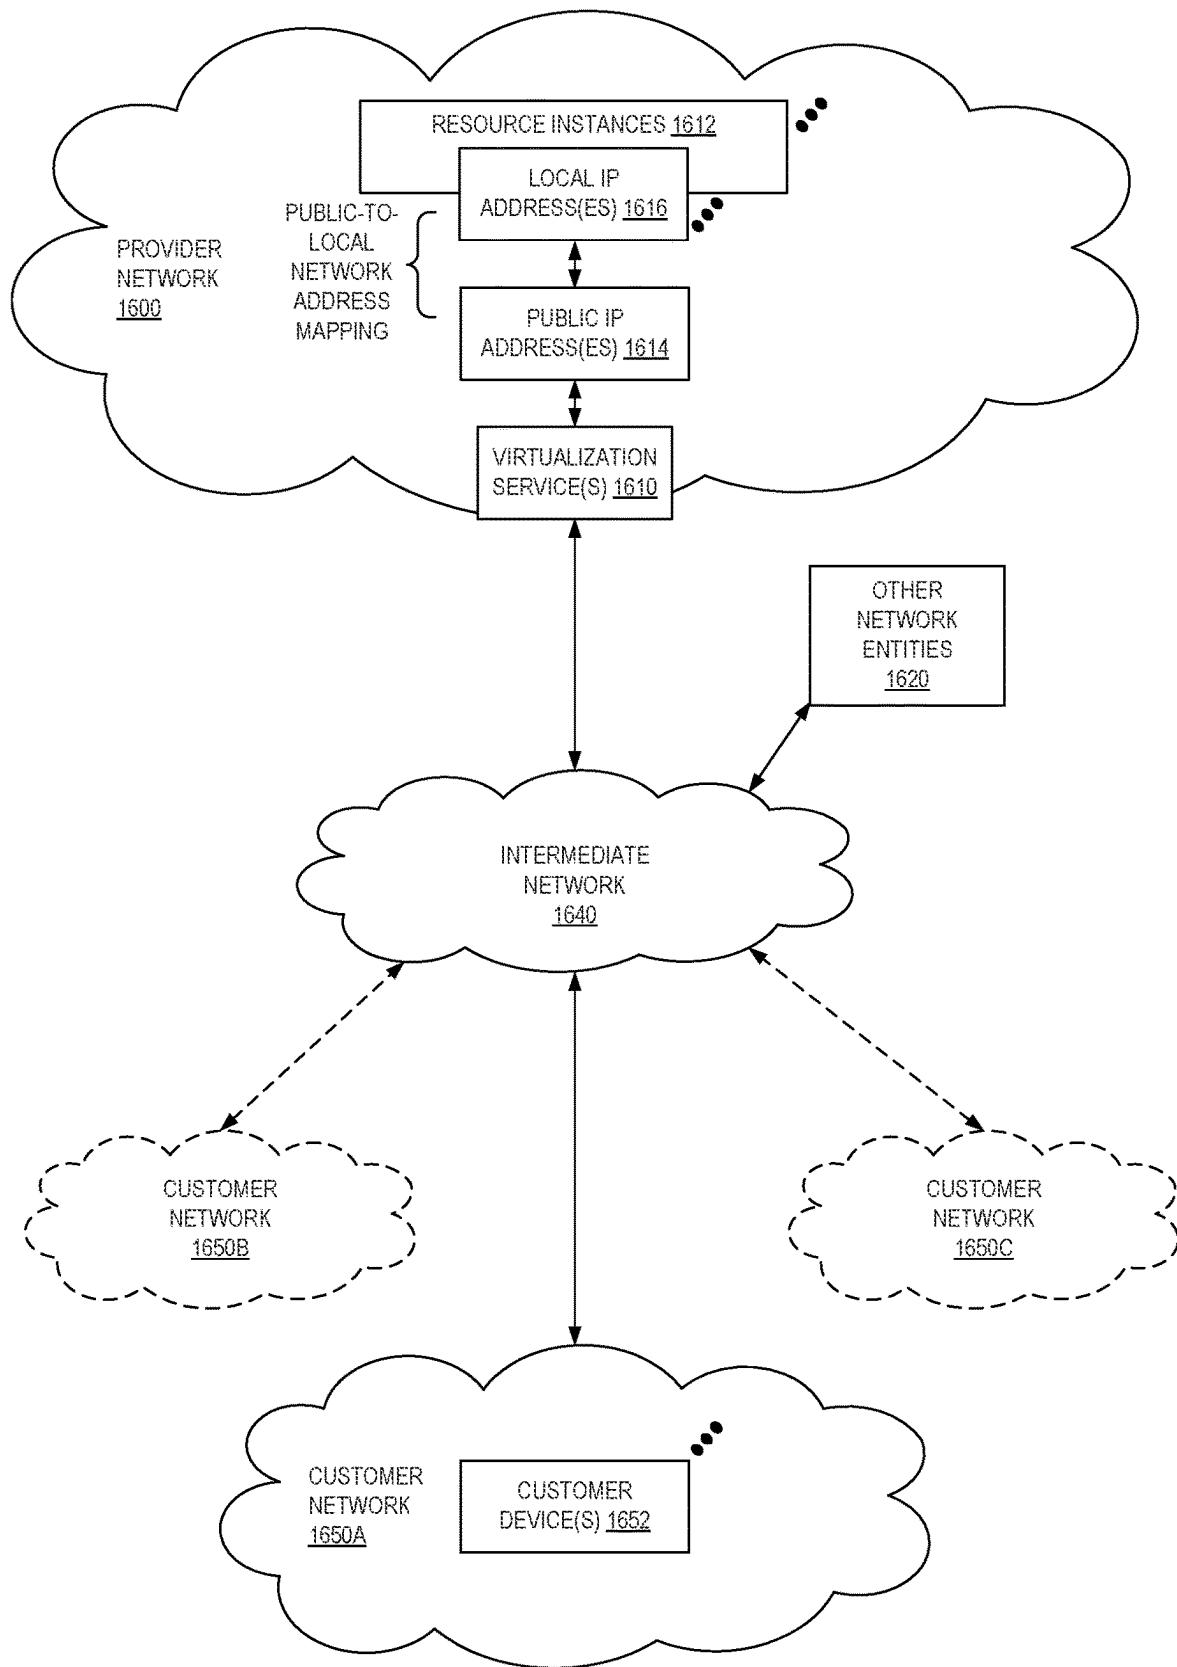 RESOURCE INSTANCES 1612
LOCAL IP
ADDRESS(ES) 1616
PUBLIC-TO-
LOCAL
NETWORK
ADDRESS
MAPPING
PROVIDER
NETWORK
1600
PUBLIC IP
ADDRESS(ES) 1614
VIRTUALIZATION
SERVICE(S) 1610
OTHER
NETWORK
ENTITIES
1620
INTERMEDIATE
NETWORK
1640
CUSTOMER
NETWORK
1650B
CUSTOMER
NETWORK
1650C
CUSTOMER
NETWORK
1650A
CUSTOMER
DEVICE(S) 1652